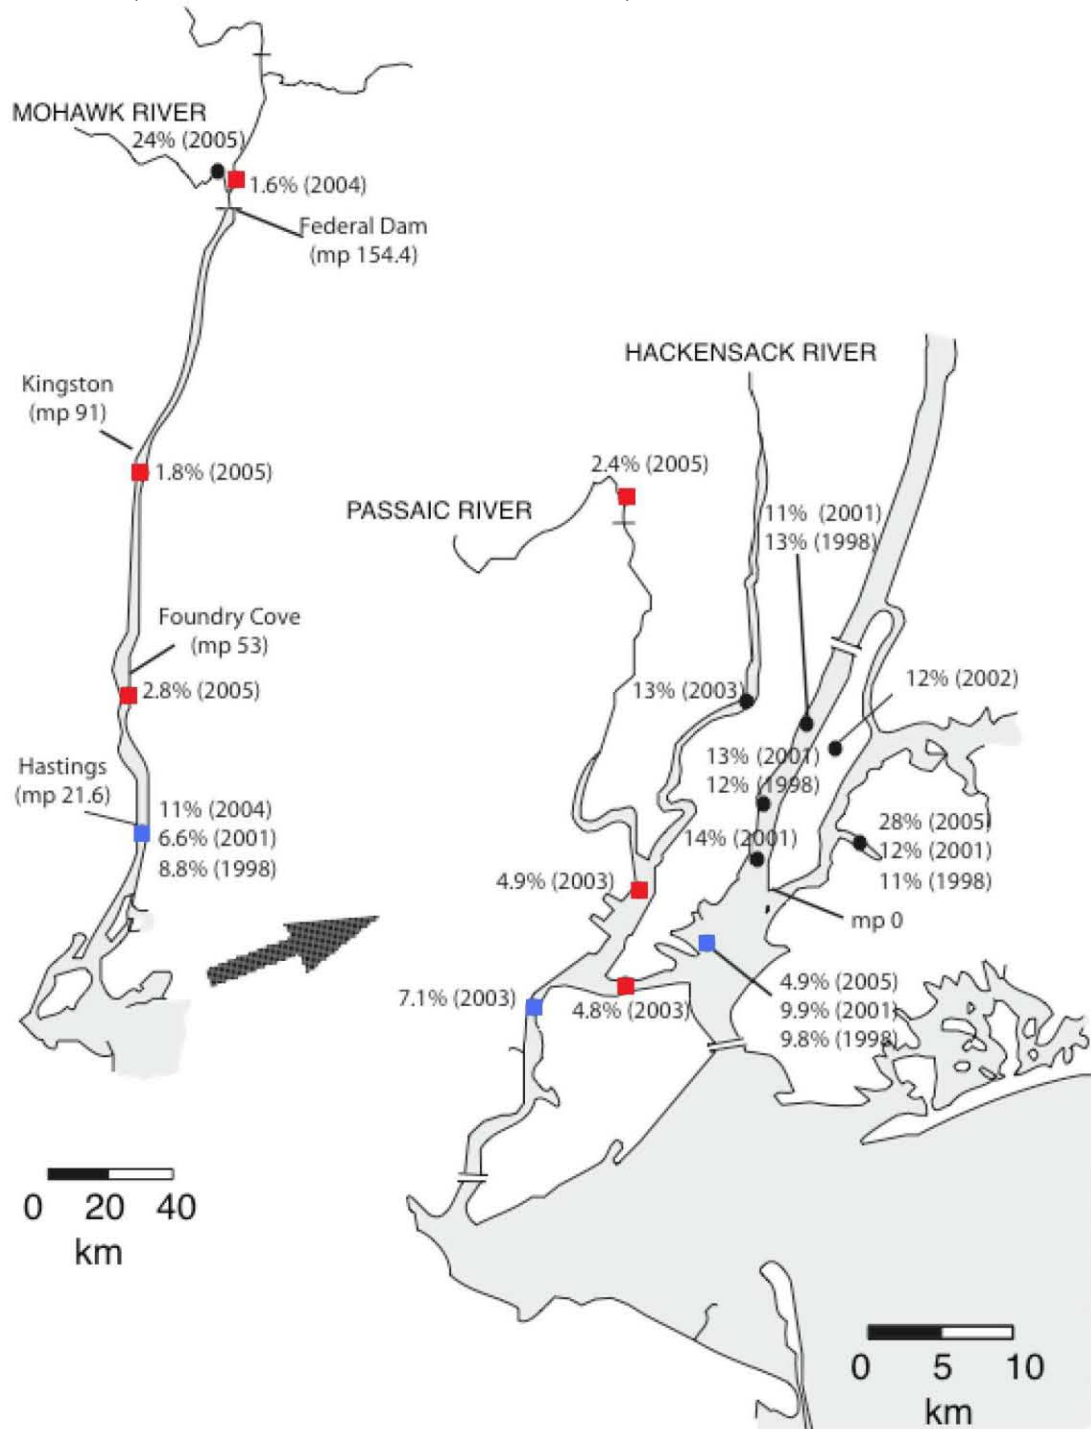 MOHAWK RIVER
24% (2005)
1.6% (2004)
Federal Dam
(mp 154.4)
Kingston
(mp 91)
1.8% (2005)
Foundry Cove
(mp 53)
2.8% (2005)
Hastings
(mp 21.6)
11% (2004)
6.6% (2001)
8.8% (1998)
0 20 40
km
HACKENSACK RIVER
2.4% (2005)
PASSAIC RIVER
11% (2001)
13% (1998)
13% (2003)
12% (2002)
13% (2001)
12% (1998)
14% (2001)
28% (2005)
12% (2001)
11% (1998)
4.9% (2003)
mp 0
7.1% (2003)
4.8% (2003)
4.9% (2005)
9.9% (2001)
9.8% (1998)
0 5 10
km